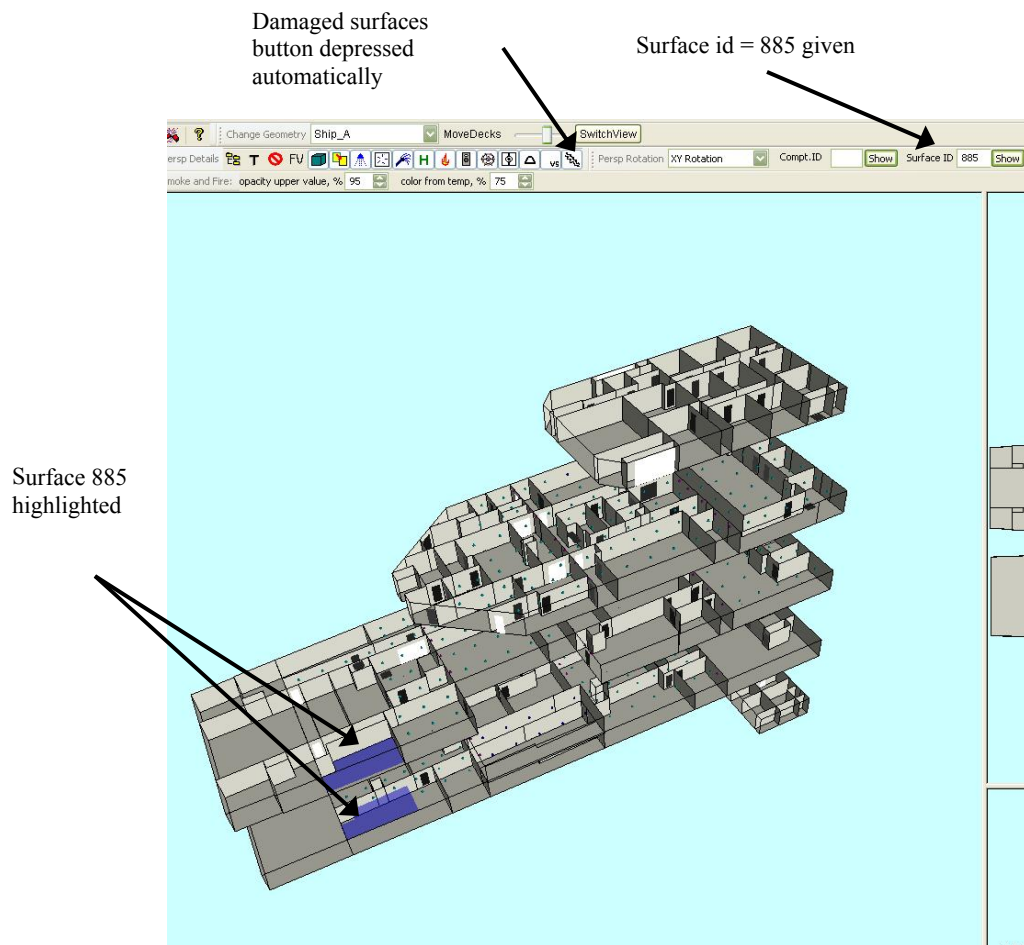 Damaged surfaces
button depressed
automatically
Surface id = 885 given
Change Geometry Ship_A MoveDecks SwitchView
ersp Details T FV H vs Persp Rotation XY Rotation Compt.ID Show Surface ID 885 Show
moke and Fire: opacity upper value, % 95 color from temp, % 75
Surface 885
highlighted